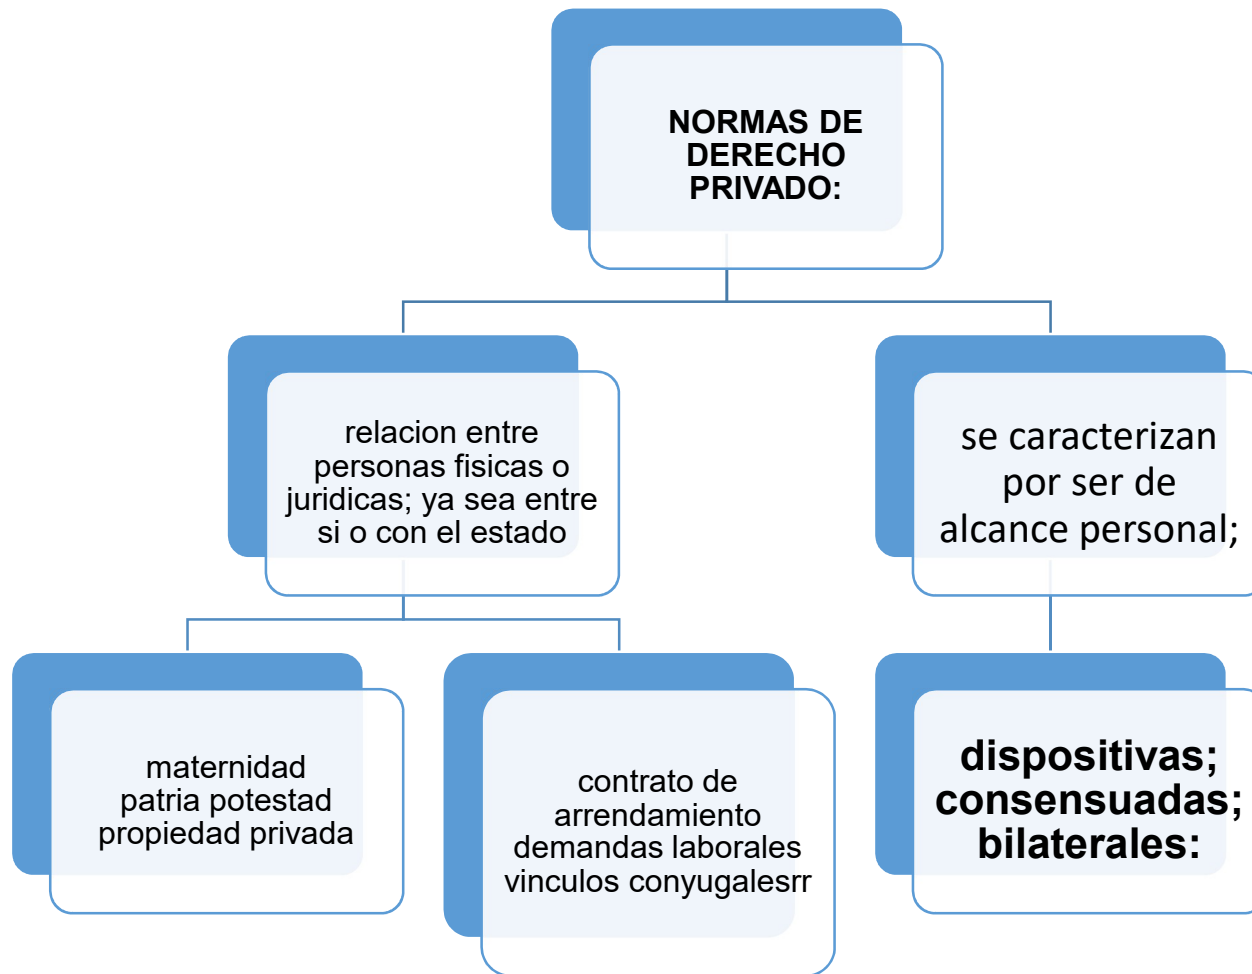 NORMAS DE
DERECHO
PRIVADO:
relacion entre
personas fisicas o
juridicas; ya sea entre
si o con el estado
se caracterizan
por ser de
alcance personal;
maternidad
patria potestad
propiedad privada
contrato de
arrendamiento
demandas laborales
vinculos conyugalesrr
dispositivas;
consensuadas;
bilaterales: